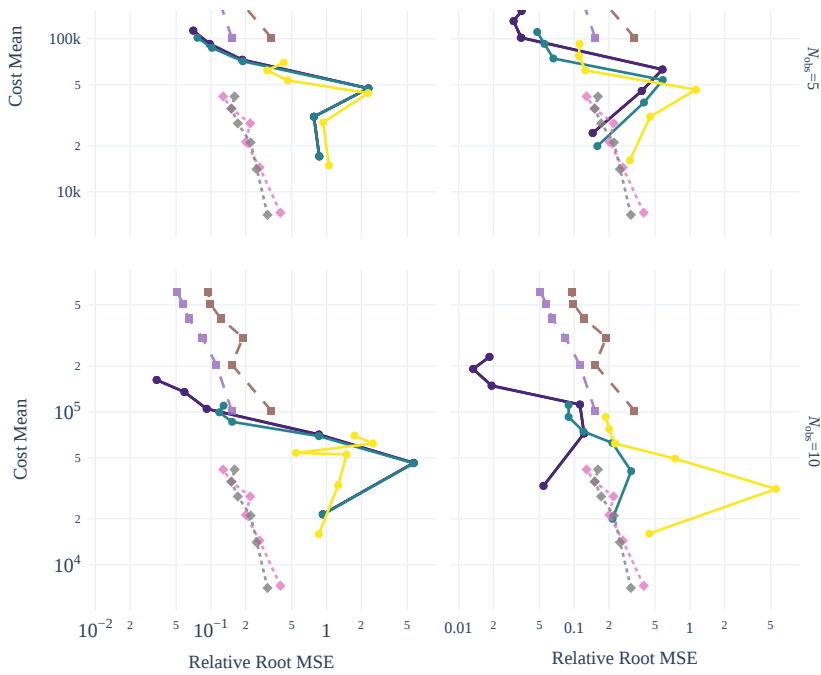 100k
5
2
10k
Cost Mean
N_obs=5
5
2
10^5
5
2
10^4
Cost Mean
N_obs=10
10^−2 2 5 10^−1 2 5 1 2 5
0.01 2 5 0.1 2 5 1 2 5
Relative Root MSE
Relative Root MSE